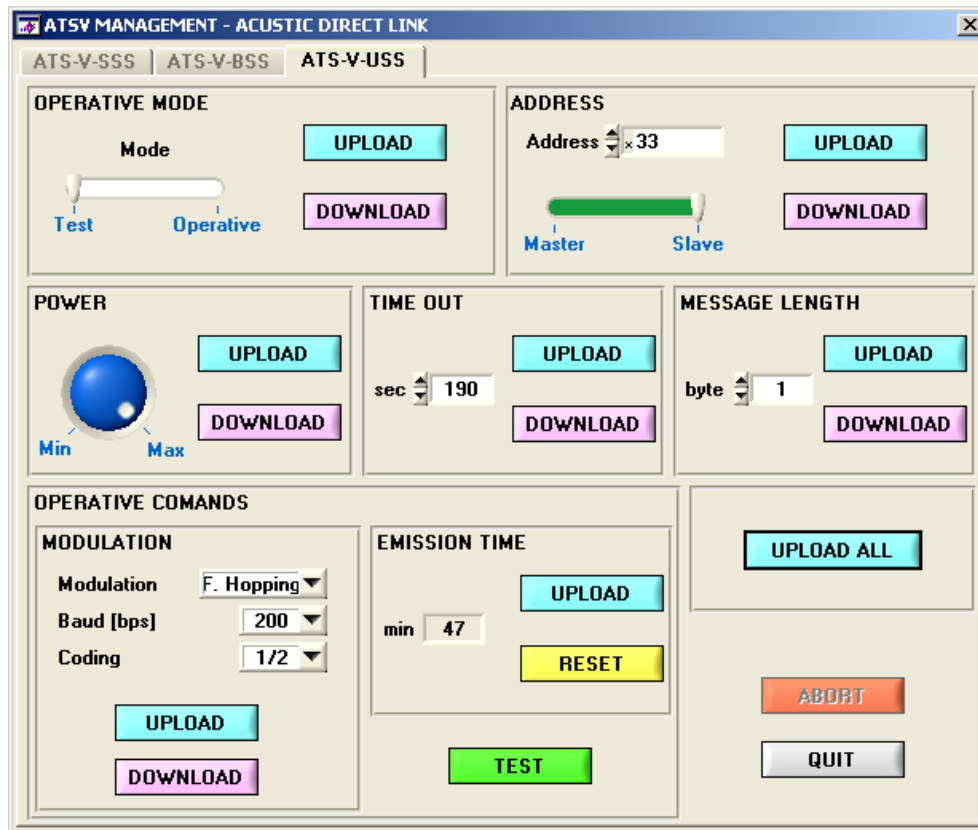 ATSV MANAGEMENT - ACUSTIC DIRECT LINK
ATS-V-SSS ATS-V-BSS ATS-V-USS
OPERATIVE MODE
Mode
UPLOAD
Test Operative
DOWNLOAD
ADDRESS
Address x 33
UPLOAD
Master Slave
DOWNLOAD
POWER
UPLOAD
DOWNLOAD
Min Max
TIME OUT
UPLOAD
sec 190
DOWNLOAD
MESSAGE LENGTH
UPLOAD
byte 1
DOWNLOAD
OPERATIVE COMANDS
MODULATION
Modulation F. Hopping
Baud [bps] 200
Coding 1/2
UPLOAD
DOWNLOAD
EMISSION TIME
UPLOAD
min 47
RESET
TEST
UPLOAD ALL
ABORT
QUIT